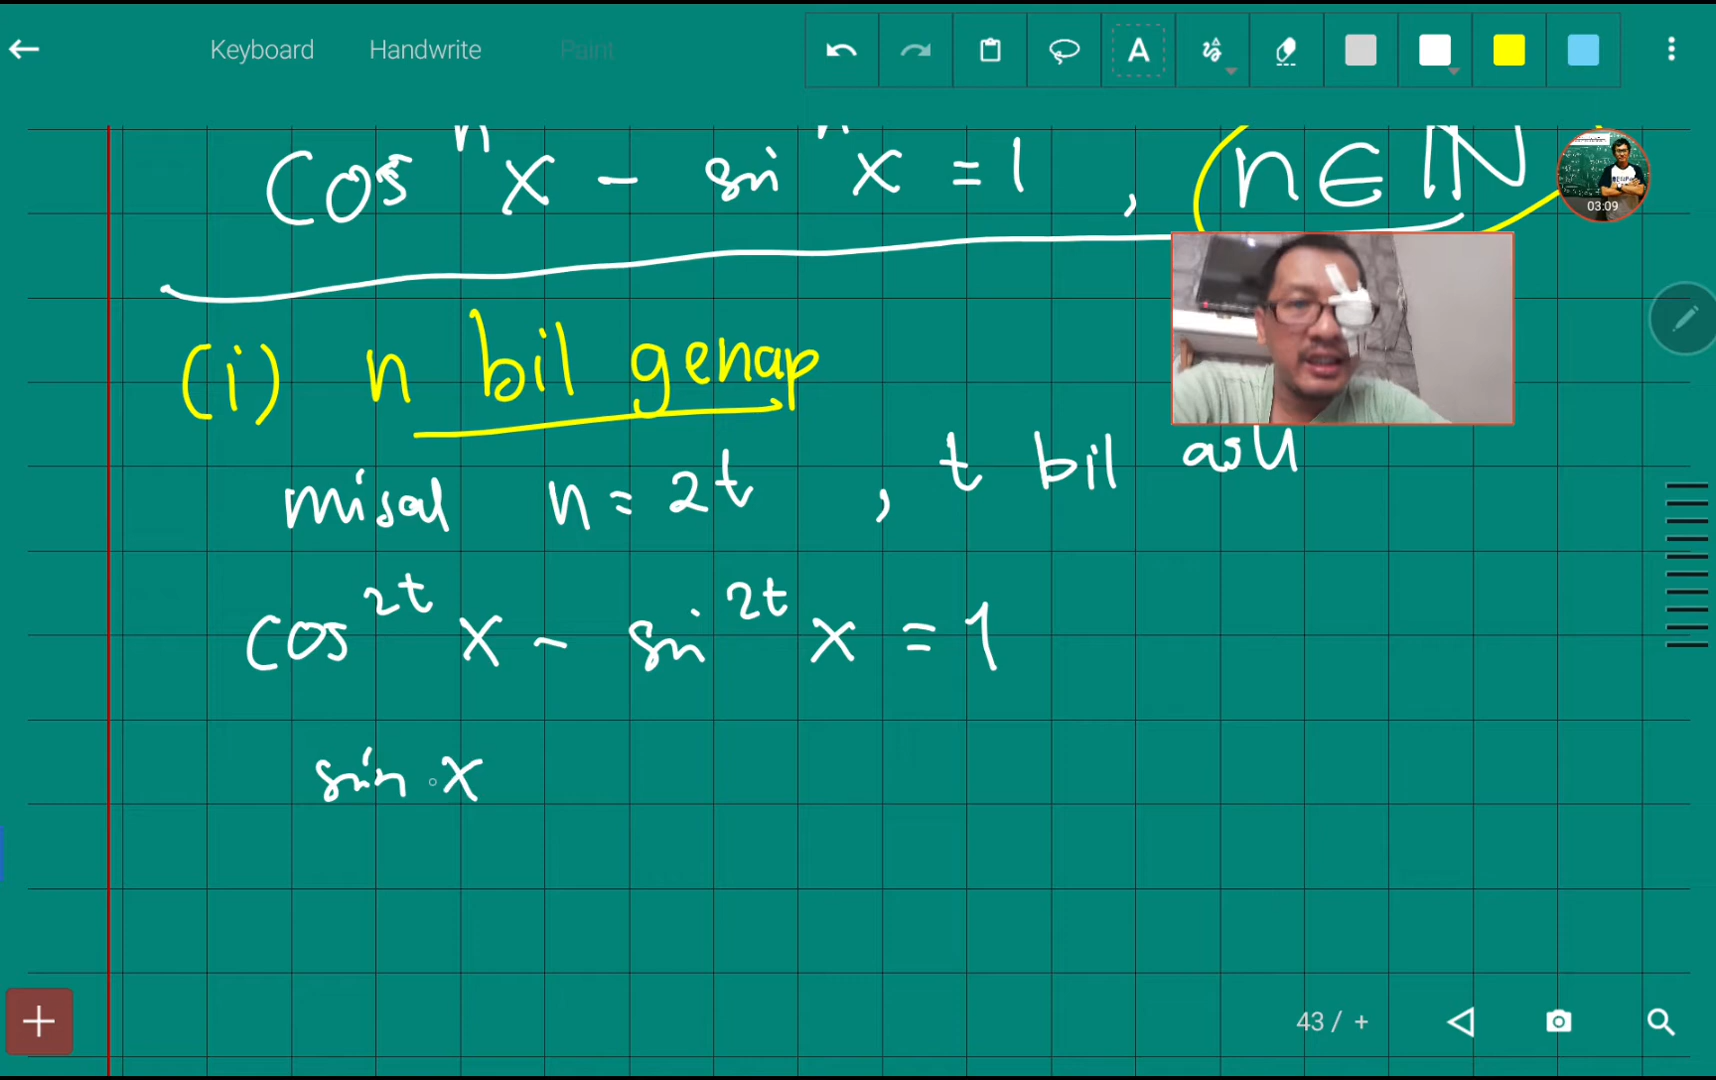 Keyboard Handwrite Paint A
cos^n x - sin^n x = 1 , n ∈ ℕ
03:09
(i) n bil genap
misal n = 2t , t bil asli
cos^2t x - sin^2t x = 1
sin x
43 / +